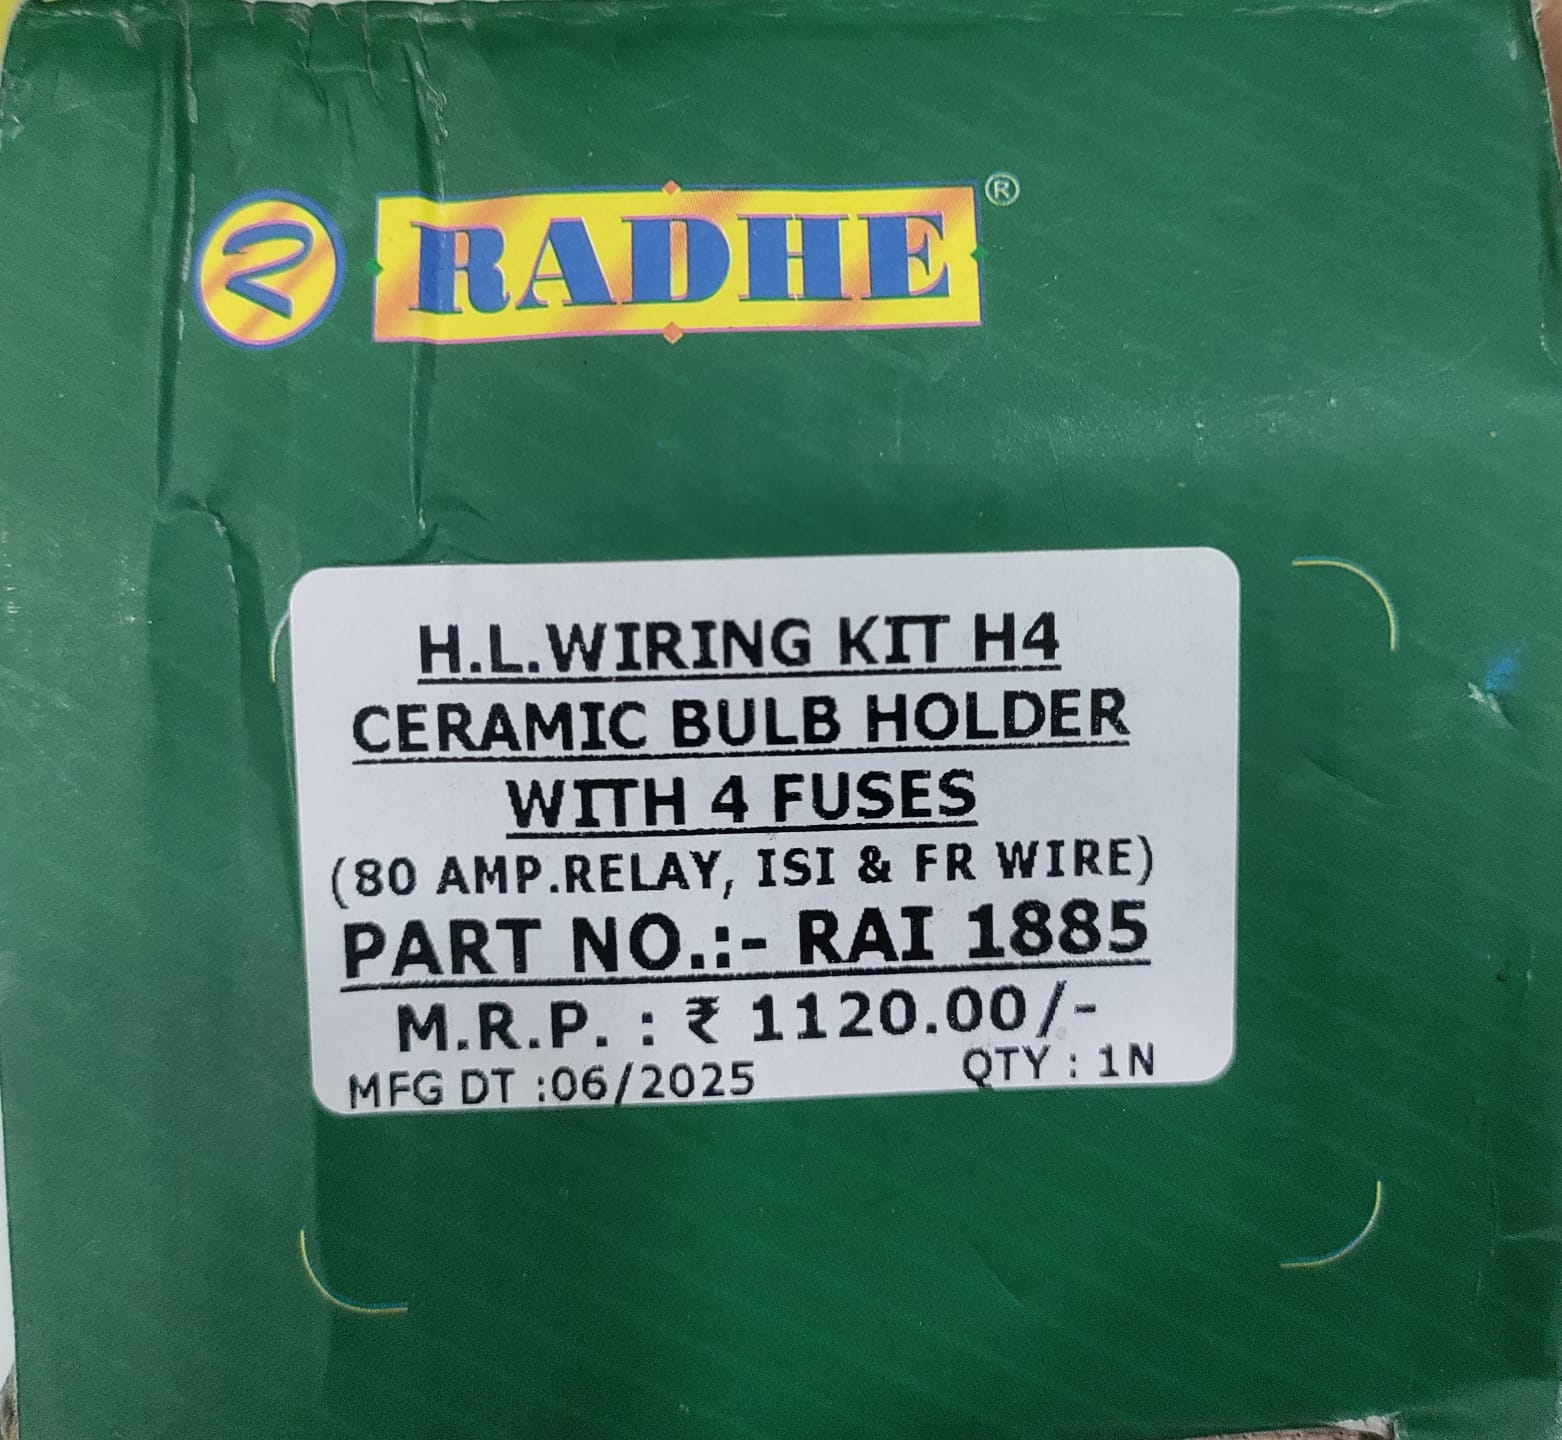 RADHE ®
H.L.WIRING KIT H4
CERAMIC BULB HOLDER
WITH 4 FUSES
(80 AMP.RELAY, ISI & FR WIRE)
PART NO.:- RAI 1885
M.R.P. : ₹ 1120.00/-
MFG DT :06/2025 QTY : 1N